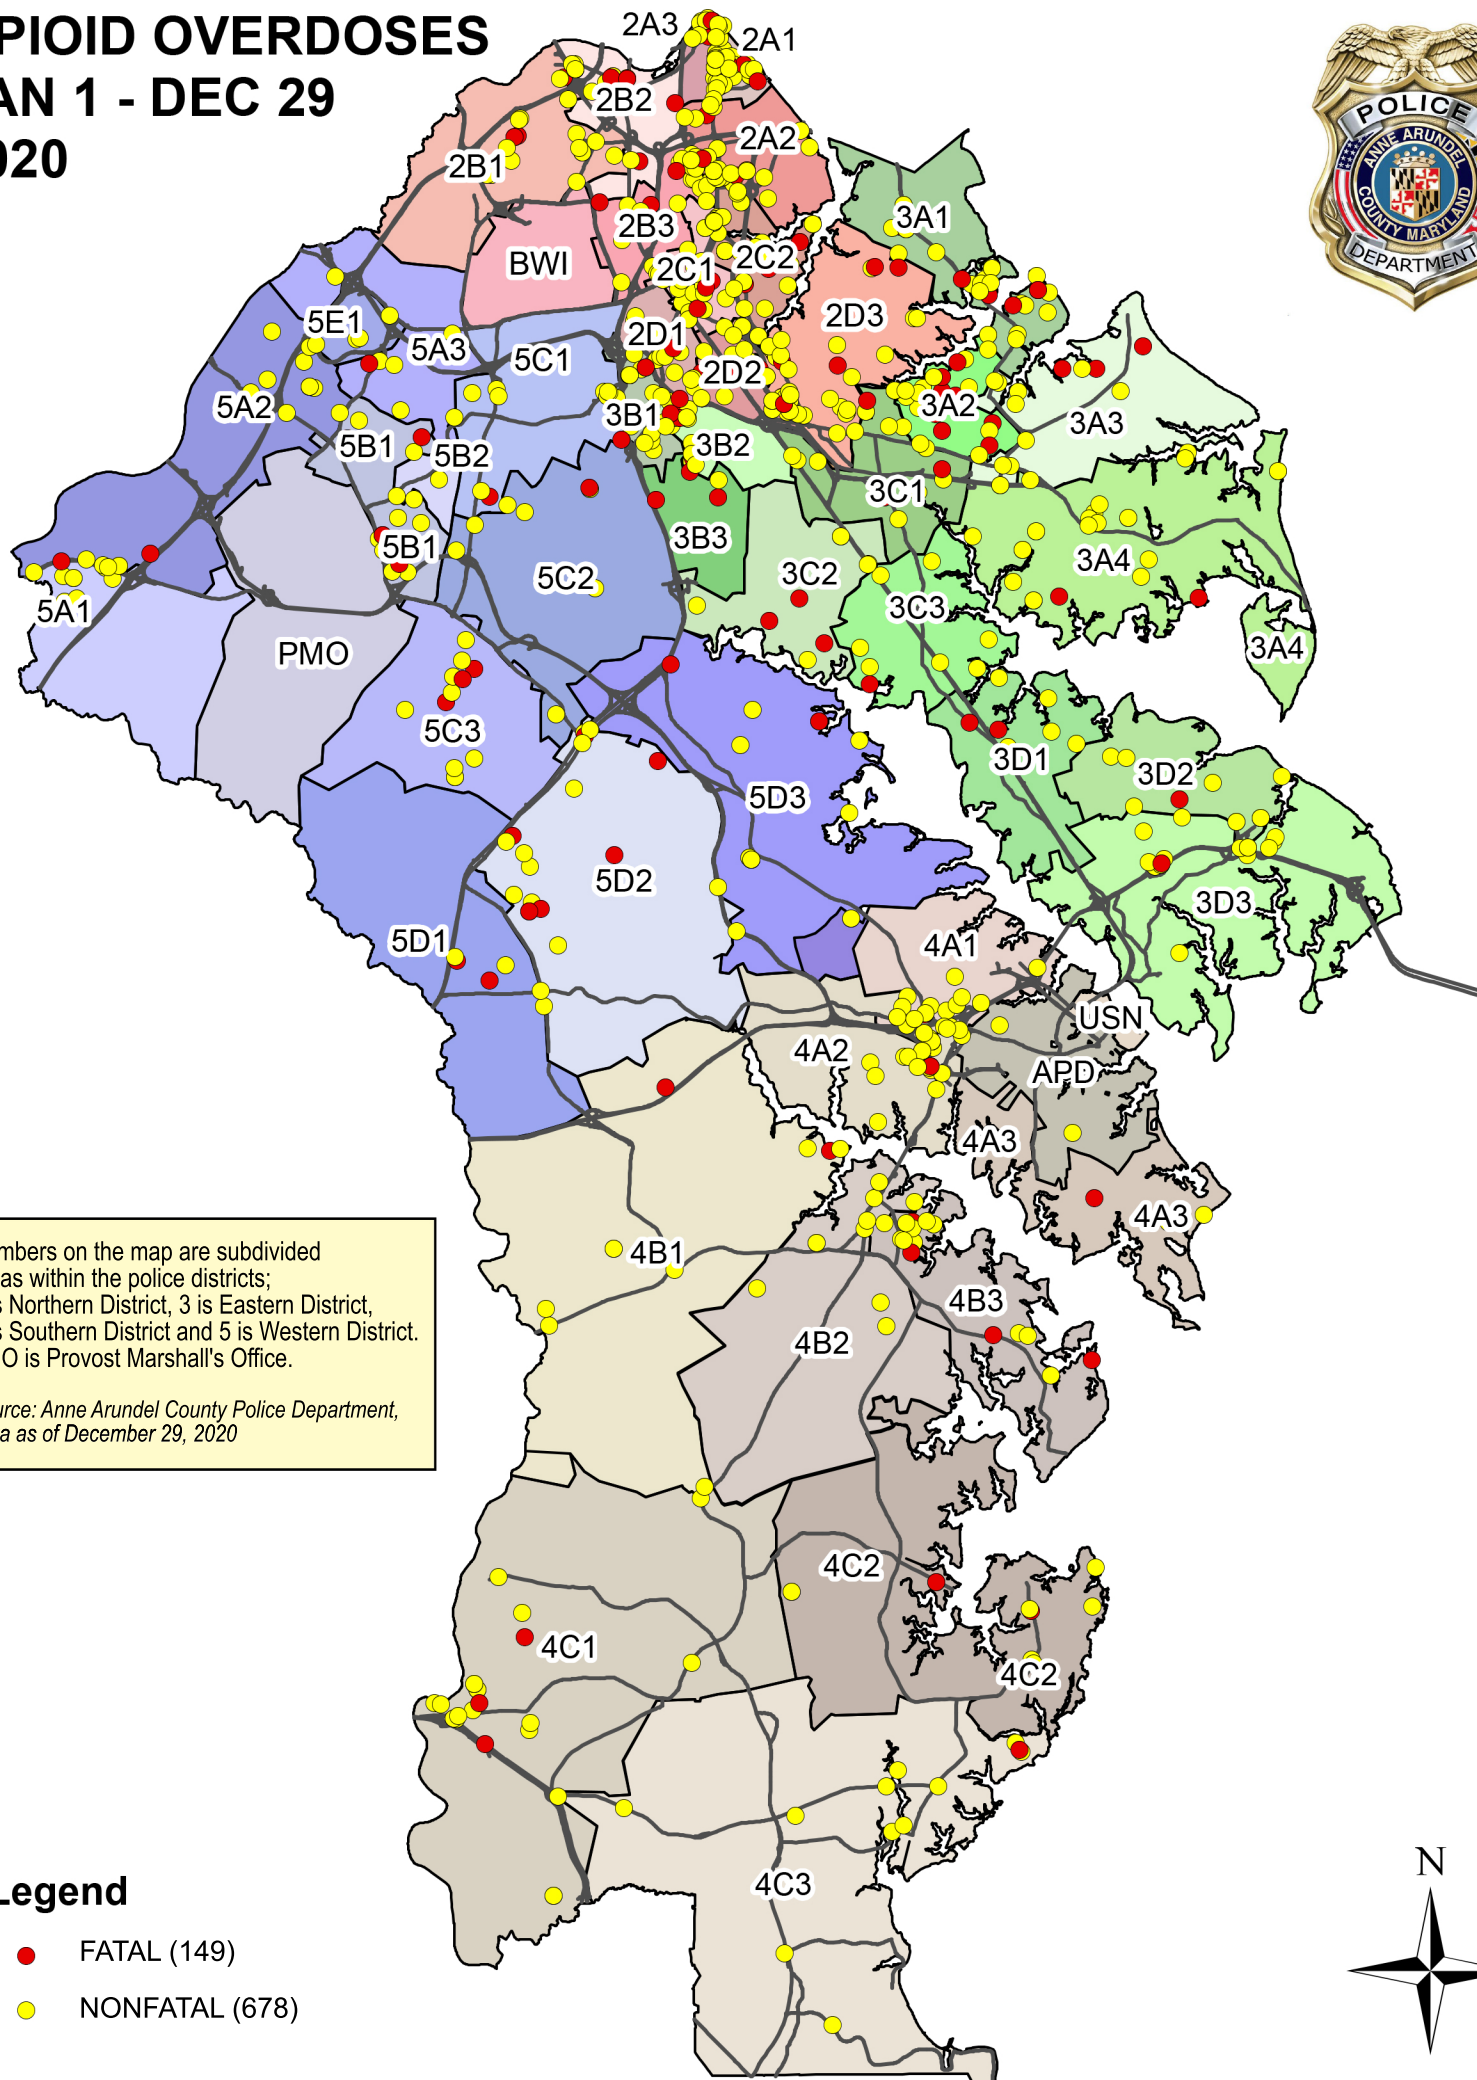 PIOID OVERDOSES
AN 1 - DEC 29
020
2A3
2A1
2B2
2A2
2B1
2B3
3A1
BWI
2C1
2C2
5E1
2D1
2D3
5A3
5C1
2D2
5A2
3B1
3A2
3A3
5B1
5B2
3B2
3C1
3B3
5B1
5C2
3C2
3A4
5A1
3C3
PMO
3A4
5C3
3D1
3D2
5D3
5D2
3D3
5D1
4A1
USN
4A2
APD
4A3
4A3
4B1
4B3
4B2
4C2
4C1
4C2
4C3
POLICE
ANNE ARUNDEL
COUNTY MARYLAND
DEPARTMENT
mbers on the map are subdivided
as within the police districts;
s Northern District, 3 is Eastern District,
s Southern District and 5 is Western District.
O is Provost Marshall's Office.
urce: Anne Arundel County Police Department,
a as of December 29, 2020
Legend
FATAL (149)
NONFATAL (678)
N